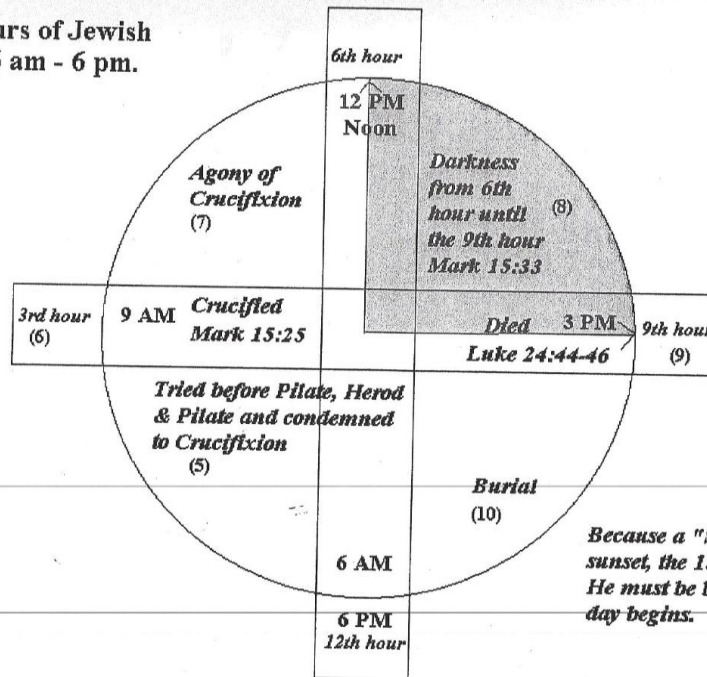 urs of Jewish
am - 6 pm.
6th hour
12 PM
Noon
Agony of
Crucifixion
(7)
Darkness
from 6th
hour until
the 9th hour
Mark 15:33
(8)
3rd hour
(6)
9 AM
Crucified
Mark 15:25
Died
3 PM
Luke 24:44-46
9th hour
(9)
Tried before Pilate, Herod
& Pilate and condemned
to Crucifixion
(5)
Burial
(10)
Because a "
sunset, the 1
He must be
day begins.
6 AM
6 PM
12th hour